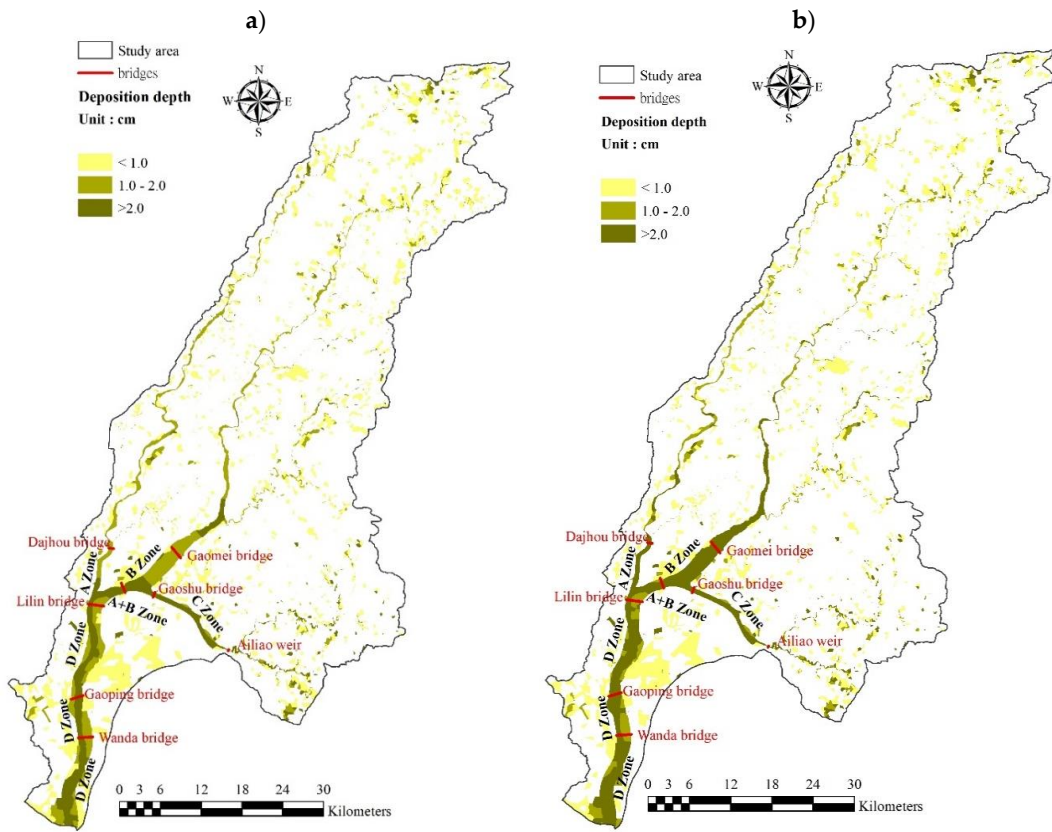 a)
Study area
bridges
Deposition depth
Unit : cm
< 1.0
1.0 - 2.0
>2.0
N
W
E
S
Dajhou bridge
A Zone
B Zone
Gaomei bridge
Gaoshu bridge
Lilin bridge
A+B Zone
C Zone
D Zone
Ailiao weir
Gaoping bridge
D Zone
Wanda bridge
D Zone
0 3 6 12 18 24 30
Kilometers
b)
Study area
bridges
Deposition depth
Unit : cm
< 1.0
1.0 - 2.0
>2.0
N
W
E
S
Dajhou bridge
A Zone
B Zone
Gaomei bridge
Gaoshu bridge
Lilin bridge
A+B Zone
C Zone
D Zone
Ailiao weir
Gaoping bridge
D Zone
Wanda bridge
D Zone
0 3 6 12 18 24 30
Kilometers